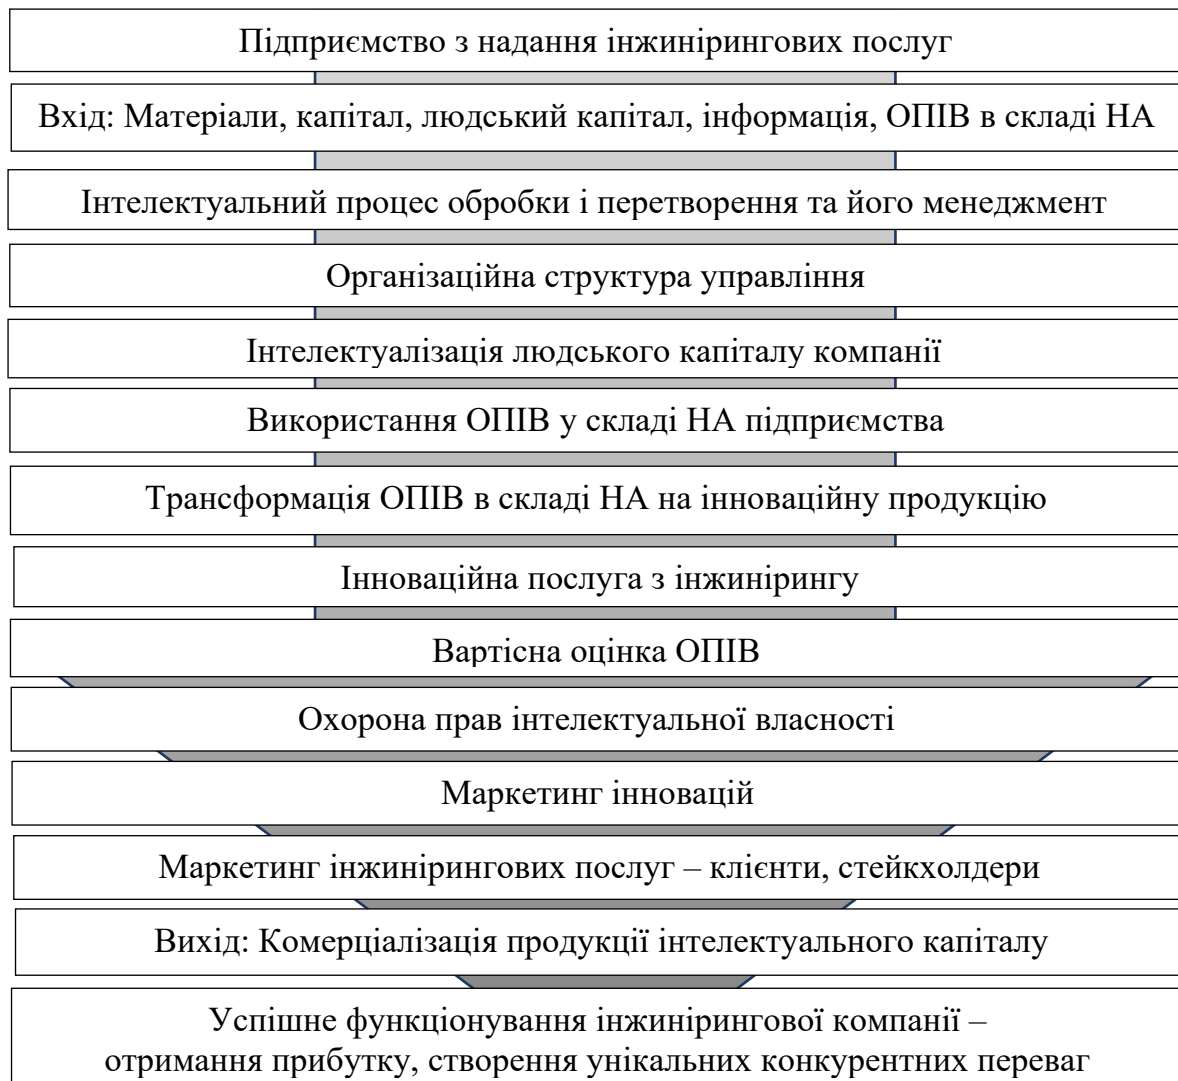 Підприємство з надання інжинірингових послуг
Вхід: Матеріали, капітал, людський капітал, інформація, ОПІВ в складі НА
Інтелектуальний процес обробки і перетворення та його менеджмент
Організаційна структура управління
Інтелектуалізація людського капіталу компанії
Використання ОПІВ у складі НА підприємства
Трансформація ОПІВ в складі НА на інноваційну продукцію
Інноваційна послуга з інжинірингу
Вартісна оцінка ОПІВ
Охорона прав інтелектуальної власності
Маркетинг інновацій
Маркетинг інжинірингових послуг – клієнти, стейкхолдери
Вихід: Комерціалізація продукції інтелектуального капіталу
Успішне функціонування інжинірингової компанії –
отримання прибутку, створення унікальних конкурентних переваг